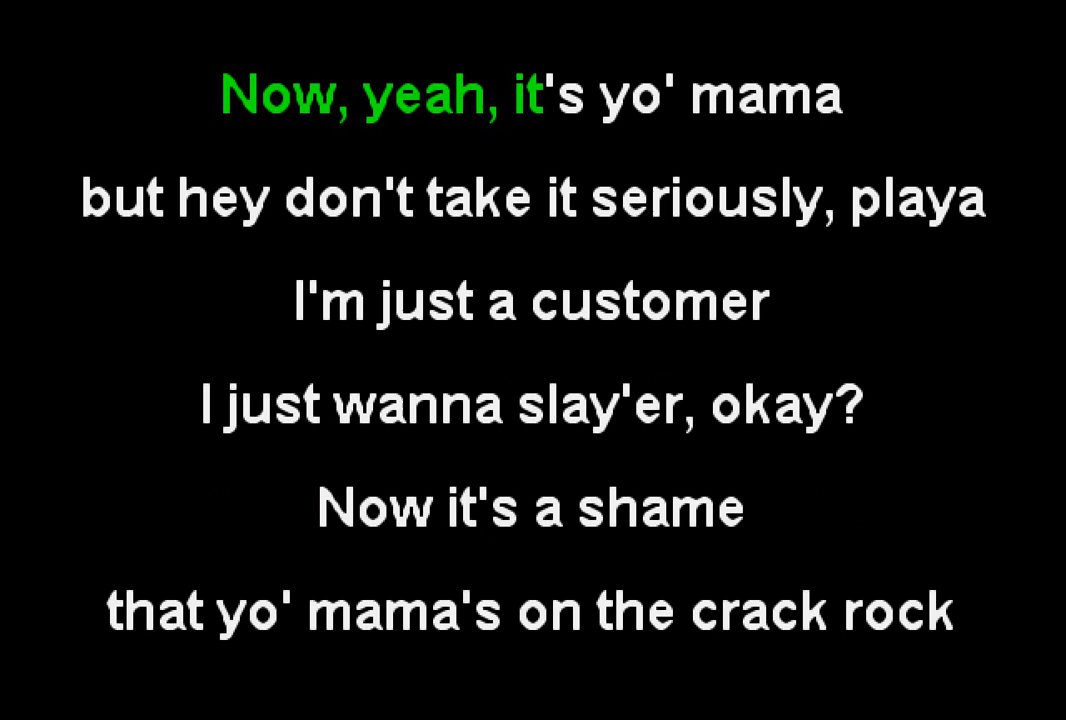 Now, yeah, it's yo' mama
but hey don't take it seriously, playa
I'm just a customer
I just wanna slay'er, okay?
Now it's a shame
that yo' mama's on the crack rock